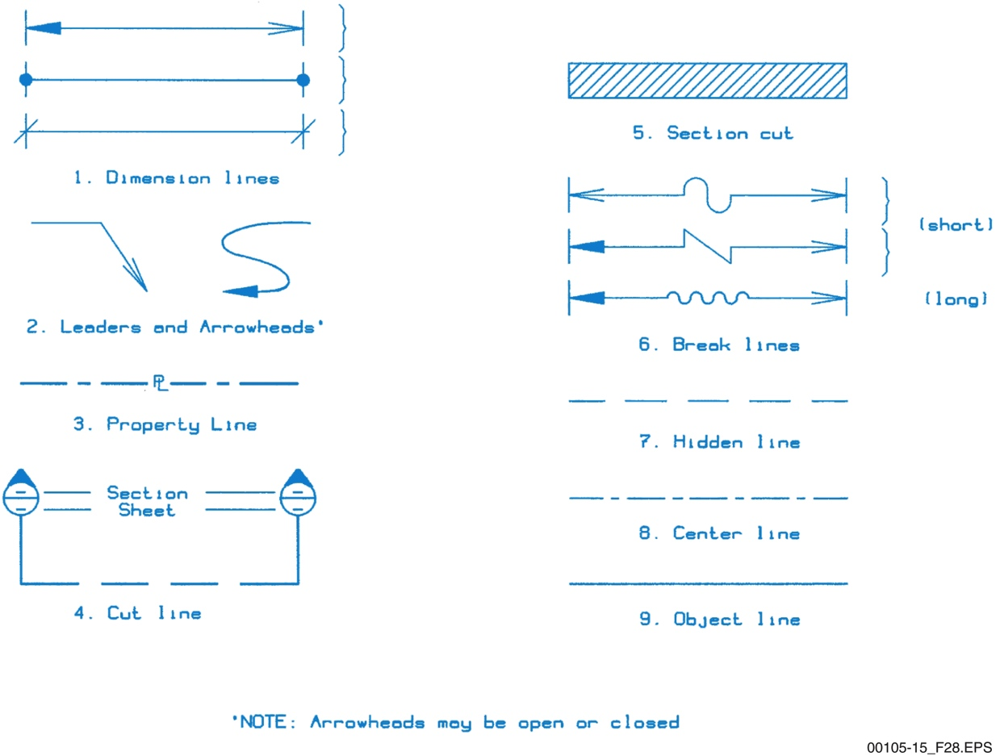 1. Dimension lines
2. Leaders and Arrowheads*
PL
3. Property Line
Section
Sheet
4. Cut line
5. Section cut
(short)
(long)
6. Break lines
7. Hidden line
8. Center line
9. Object line
*NOTE: Arrowheads may be open or closed
00105-15_F28.EPS